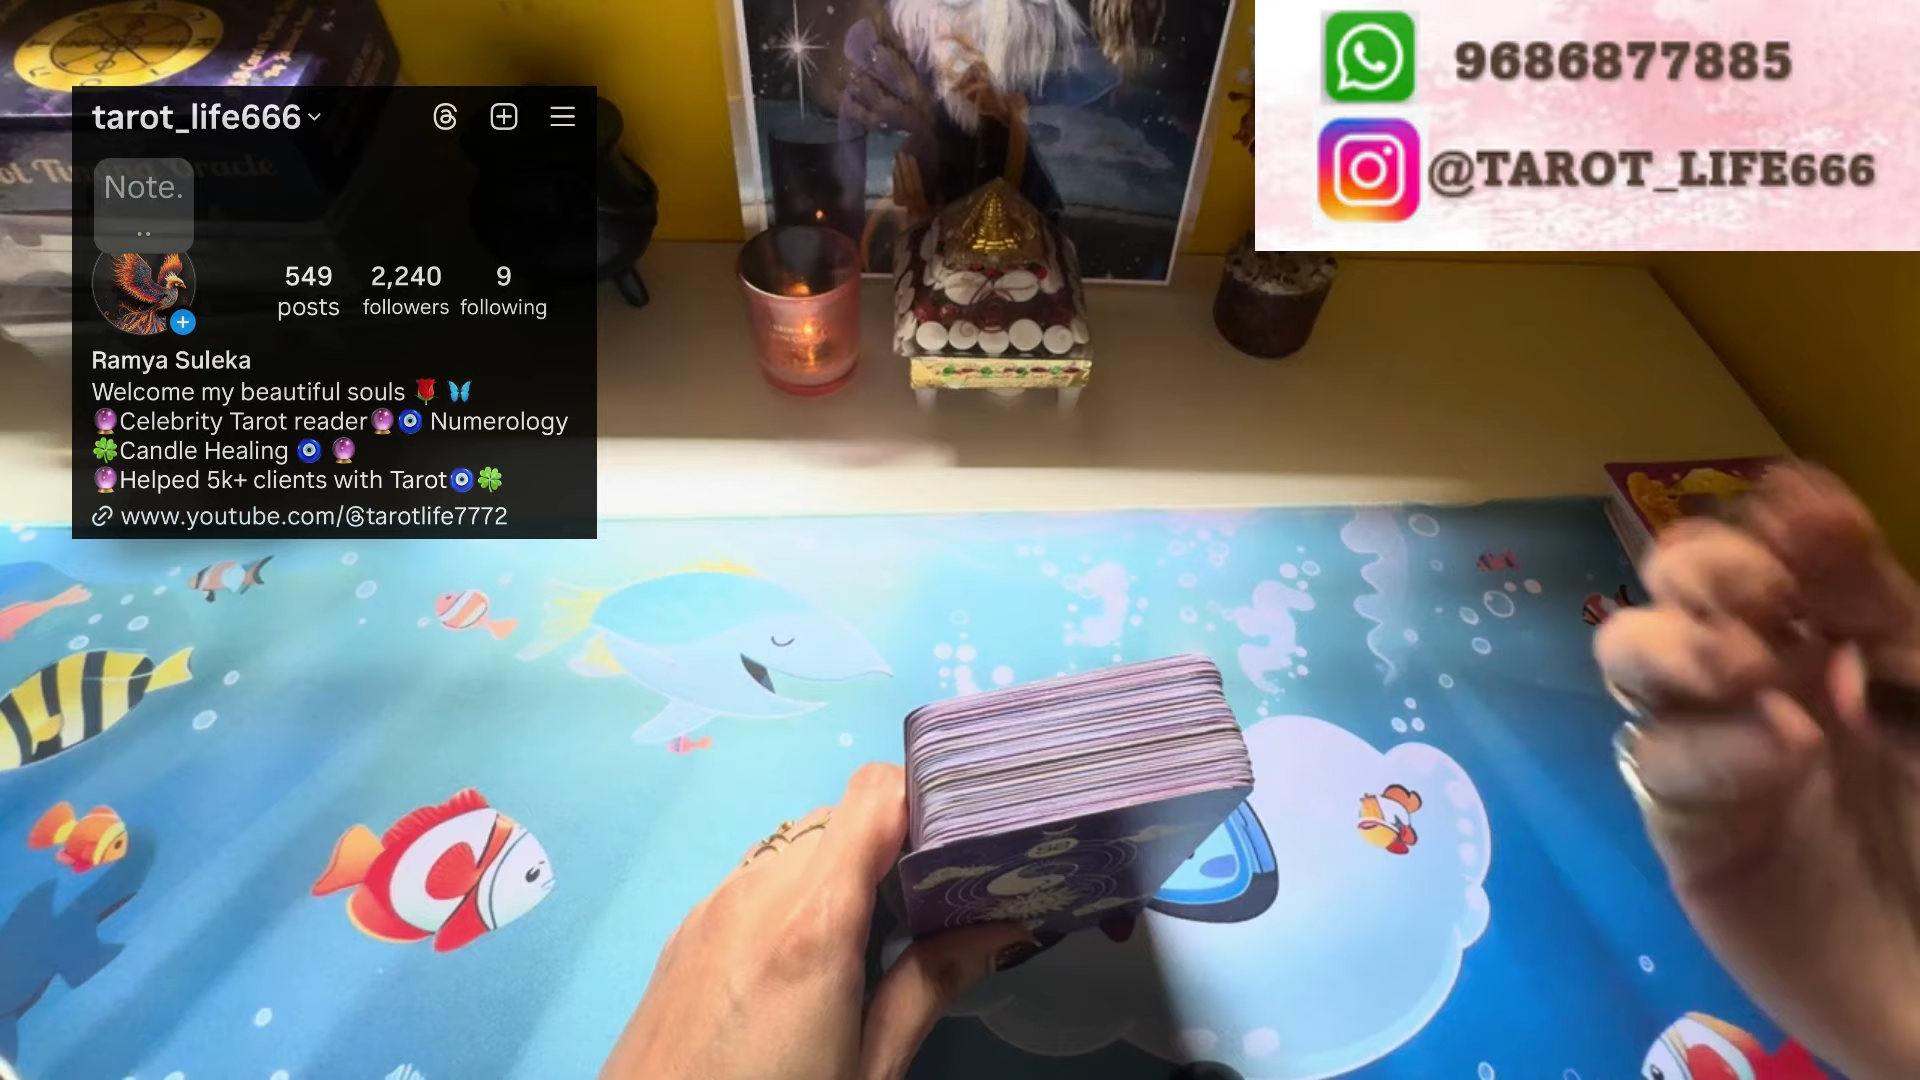 tarot_life666
Note.
..
549 2,240 9
posts followers following
Ramya Suleka
Welcome my beautiful souls 🌹 🦋
🔮Celebrity Tarot reader🔮🧿 Numerology
🍀Candle Healing 🧿 🔮
🔮Helped 5k+ clients with Tarot🧿🍀
www.youtube.com/@tarotlife7772
9686877885
@TAROT_LIFE666
Oracle